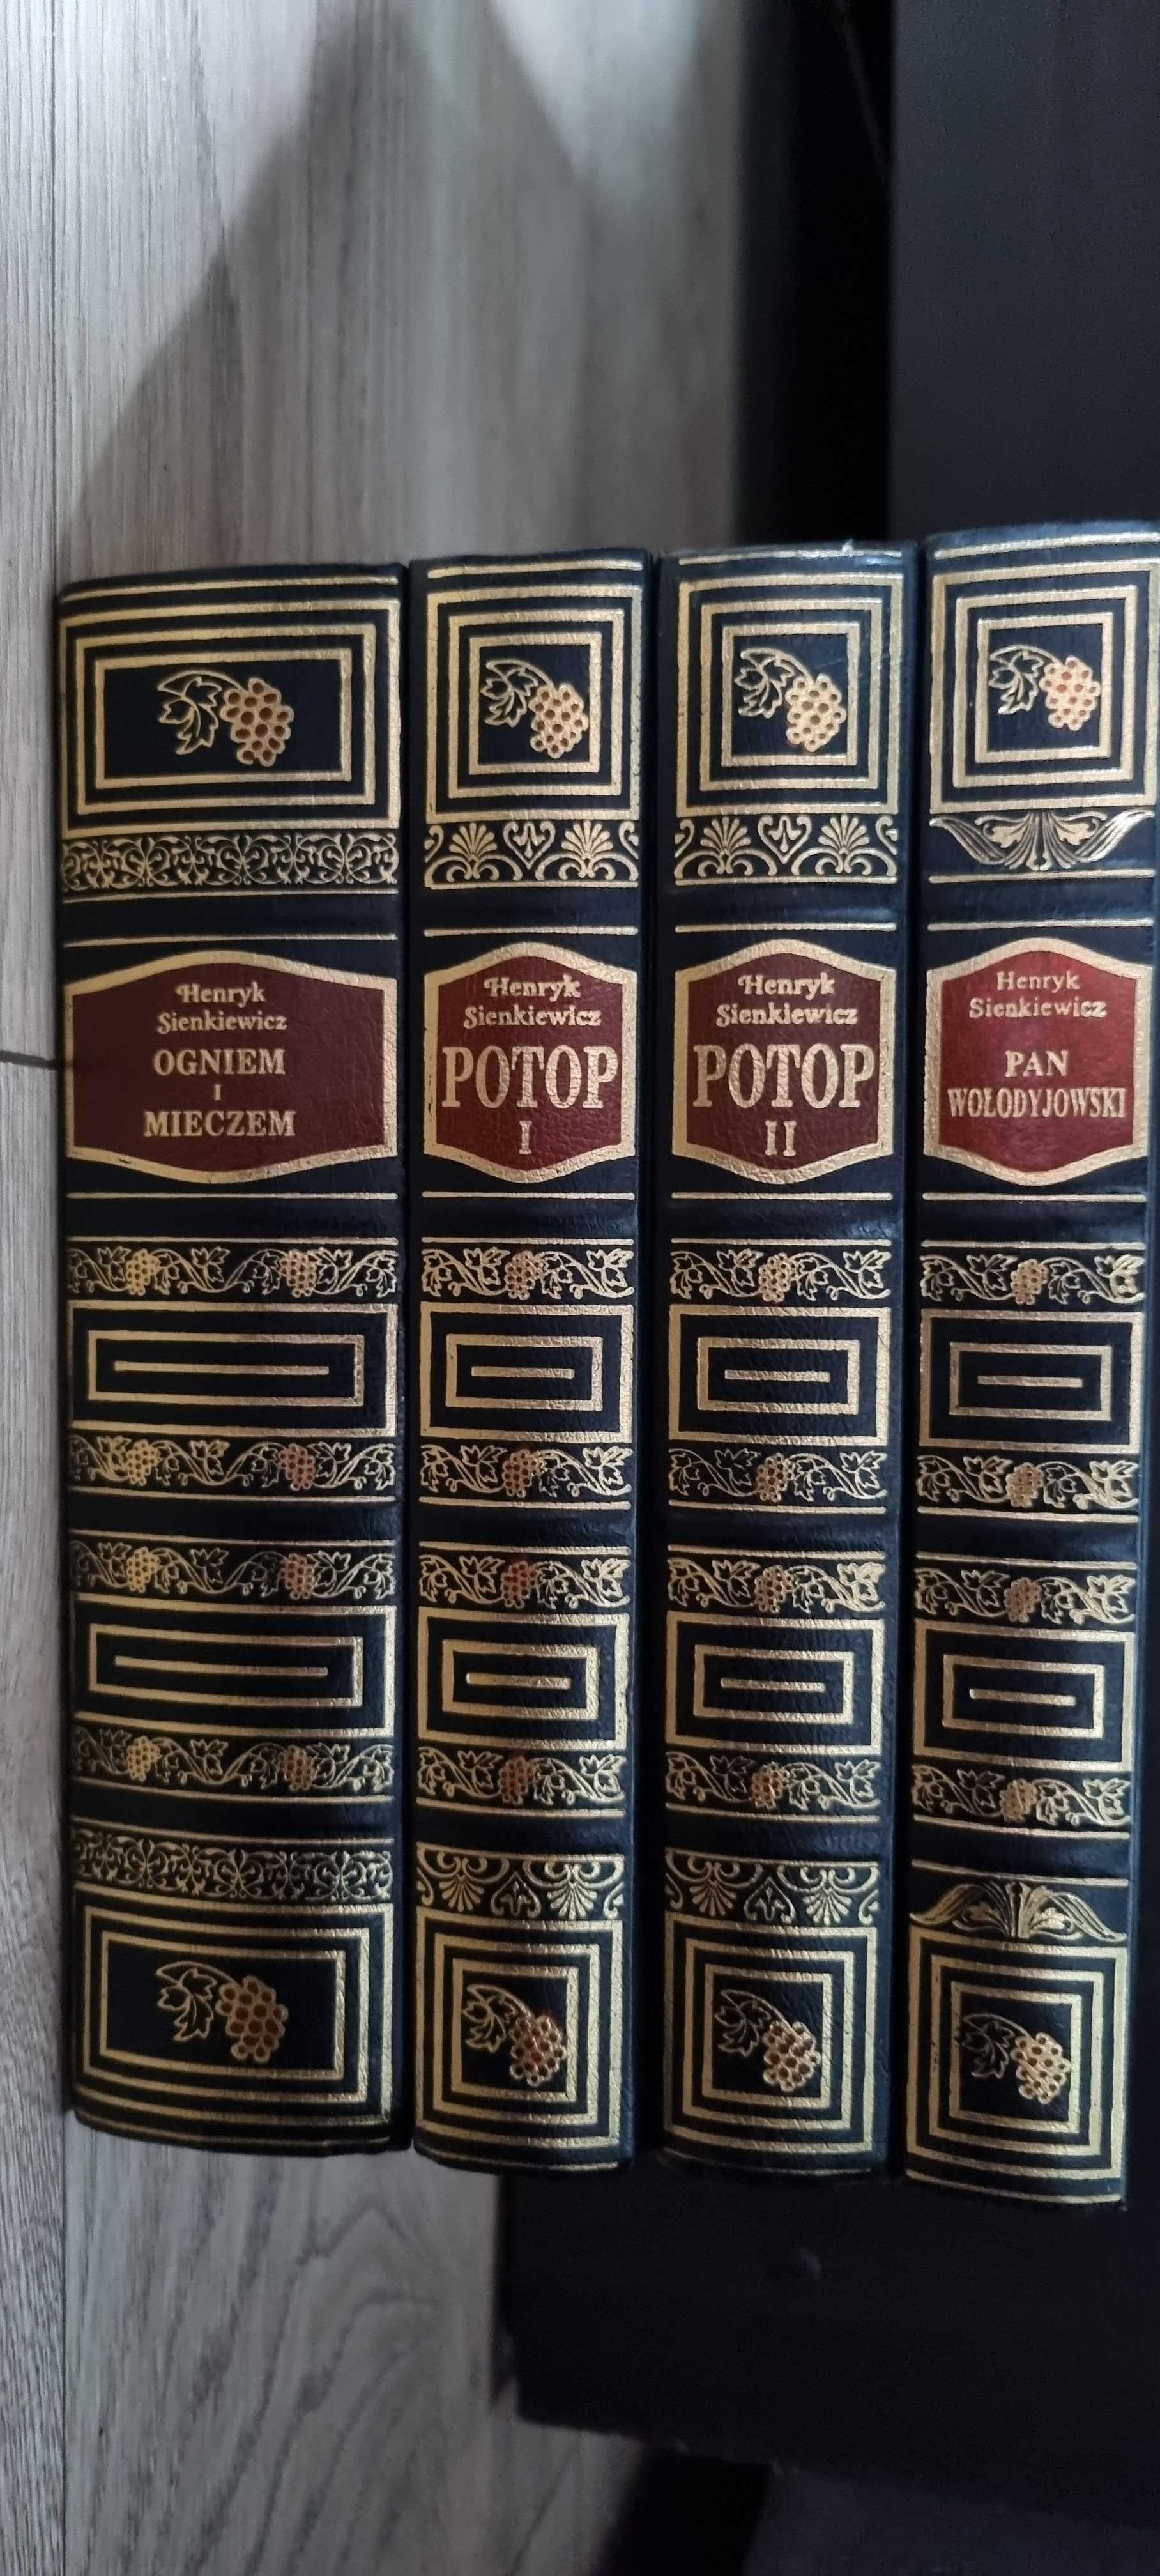 Henryk
Sienkiewicz
OGNIEM
I
MIECZEM
Henryk
Sienkiewicz
POTOP
I
Henryk
Sienkiewicz
POTOP
II
Henryk
Sienkiewicz
PAN
WOŁODYJOWSKI